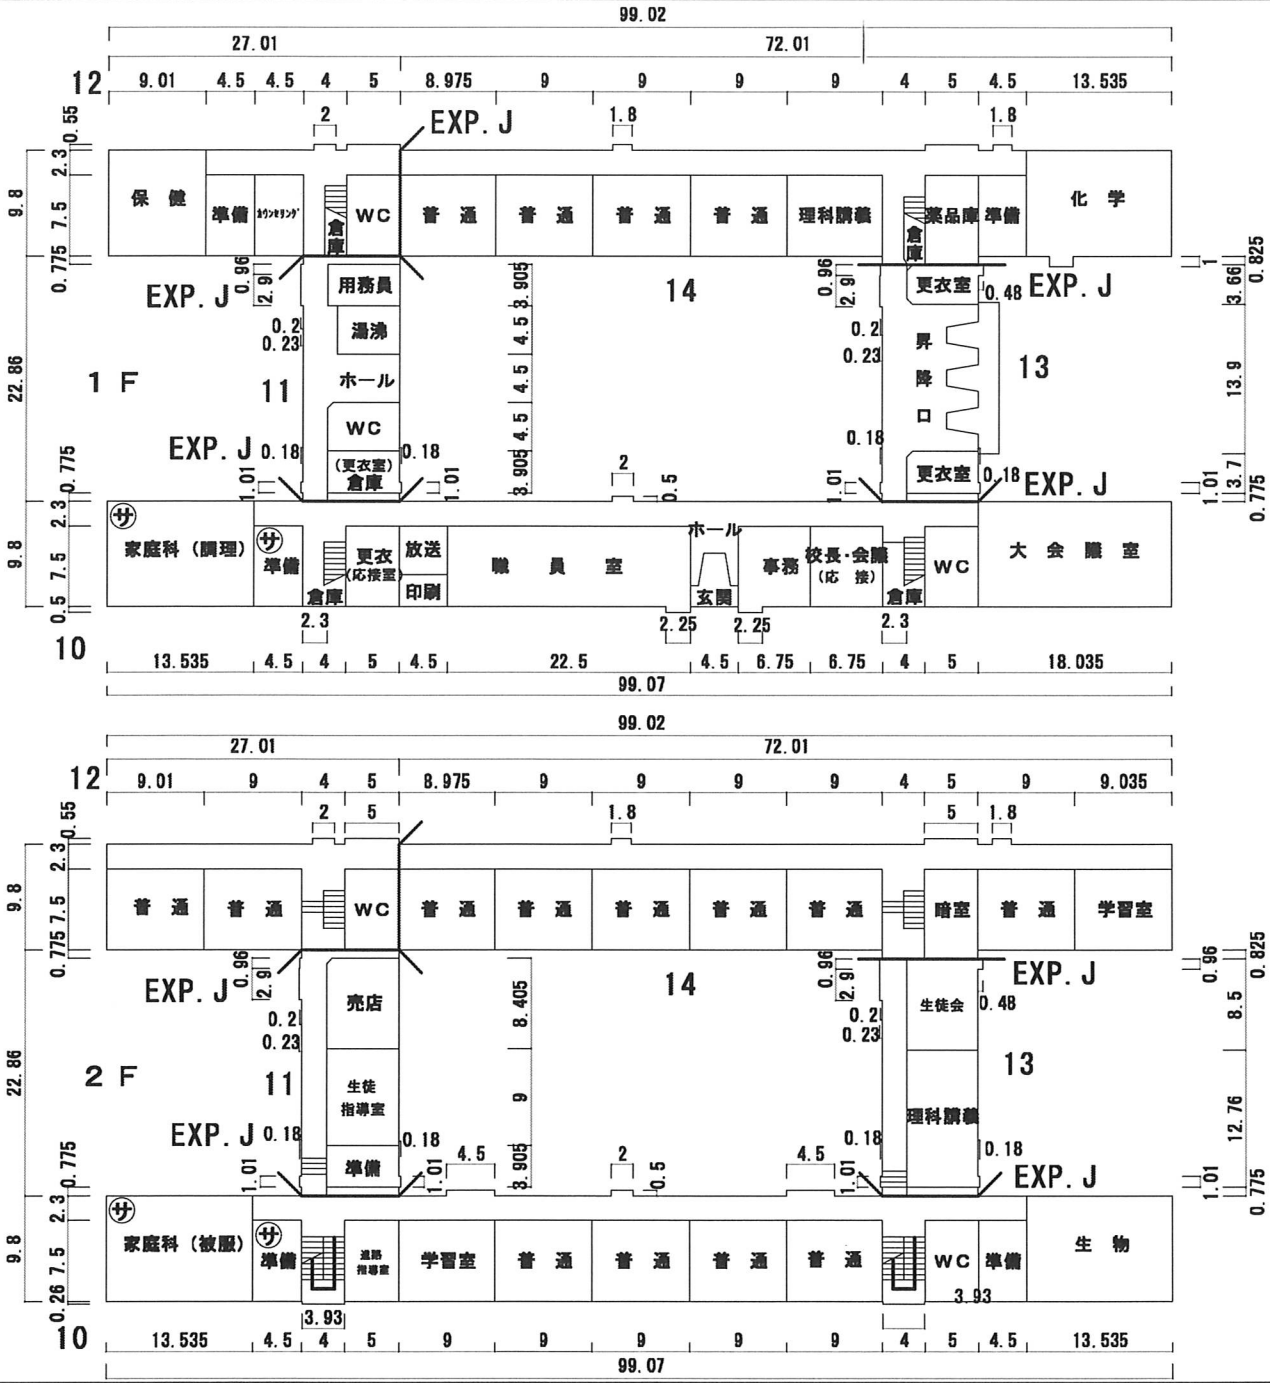 99.02
27.01 72.01
12 9.01 4.5 4.5 4 5 8.975 9 9 9 9 4 5 4.5 13.535
0.55 2 EXP.J 1.8 1.8
9.8 2.3 7.5 0.775
保健 準備 カウンセリング 倉庫 WC 普通 普通 普通 普通 理科講義 倉庫 薬品庫 準備 化学
EXP.J 0.96 2.9 用務員 3.905 14 0.96 2.9 更衣室 0.48 EXP.J 1 0.825 3.66
0.2 0.23 湯沸 4.5 0.2 0.23 昇降口
1F 22.86 11 ホール 4.5 13 13.9
WC 4.5
EXP.J 0.18 0.18 0.18
(更衣室) 倉庫 3.905 更衣室 0.18 EXP.J 3.7
0.775 1.01 1.01 2 0.5 1.01 1.01 0.775
9.8 2.3 7.5 0.5
サ 家庭科(調理) サ 準備 倉庫 更衣 (応接室) 放送 印刷 職員室 ホール 玄関 事務 校長・会議 (応接) 倉庫 WC 大会議室
2.3 2.25 2.25 2.3
10 13.535 4.5 4 5 4.5 22.5 4.5 6.75 6.75 4 5 18.035
99.07
99.02
27.01 72.01
12 9.01 9 4 5 8.975 9 9 9 9 4 5 9 9.035
0.55 2 5 1.8 5 1.8
9.8 2.3 7.5 0.775
普通 普通 WC 普通 普通 普通 普通 普通 暗室 普通 学習室
EXP.J 0.96 2.9 売店 8.405 14 0.96 2.9 生徒会 0.48 EXP.J 0.96 0.825 8.5
0.2 0.23 0.2 0.23
2F 22.86 11 生徒 指導室 9 理科講義 13 12.76
EXP.J 0.18 0.18 0.18 0.18
準備 3.905 EXP.J
0.775 1.01 1.01 4.5 2 0.5 4.5 1.01 1.01 0.775
9.8 2.3 7.5 0.26
サ 家庭科(被服) サ 準備 進路 指導室 学習室 普通 普通 普通 普通 WC 準備 生物
3.93 3.93
10 13.535 4.5 4 5 9 9 9 9 9 4 5 4.5 13.535
99.07